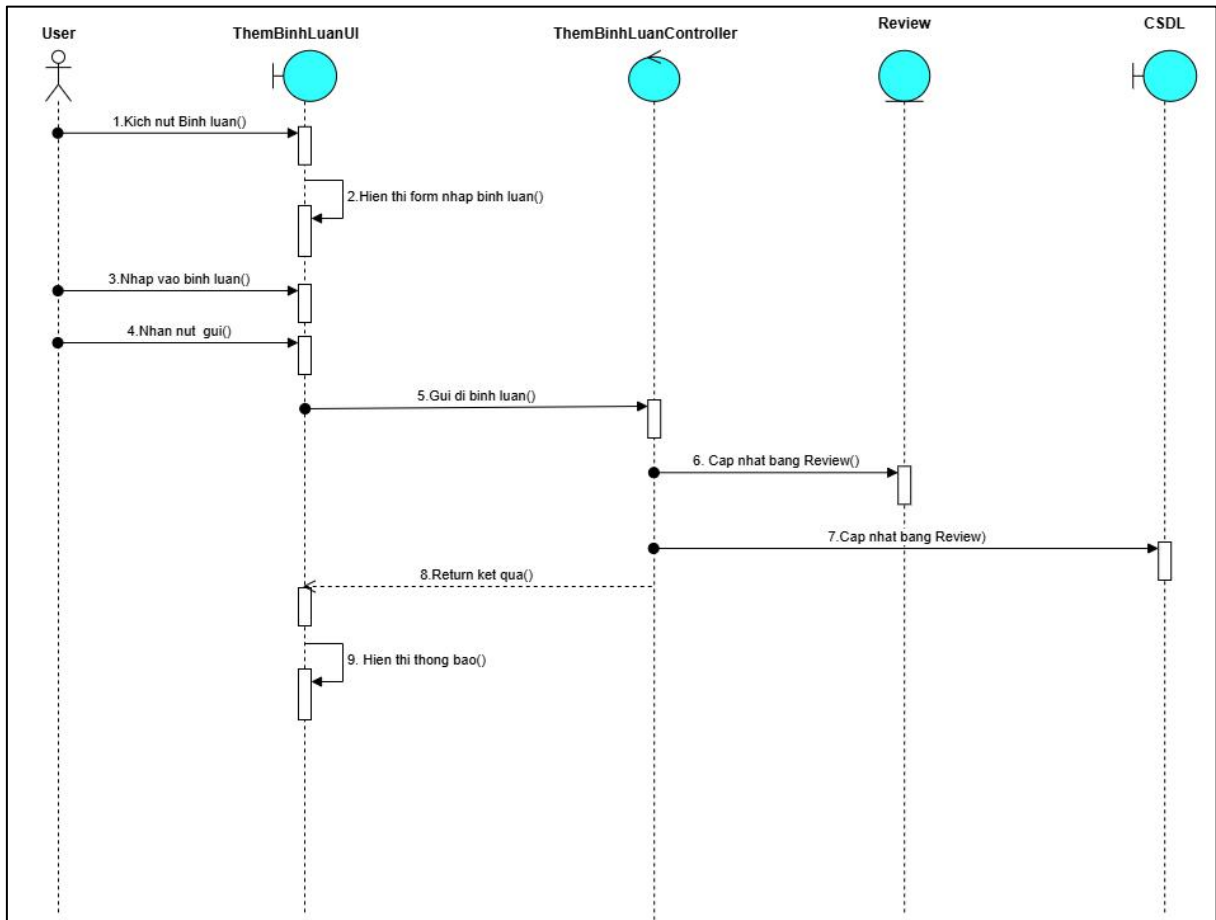 User
ThemBinhLuanUI
ThemBinhLuanController
Review
CSDL
1.Kich nut Binh luan()
2.Hien thi form nhap binh luan()
3.Nhap vao binh luan()
4.Nhan nut gui()
5.Gui di binh luan()
6. Cap nhat bang Review()
7.Cap nhat bang Review)
8.Return ket qua()
9. Hien thi thong bao()